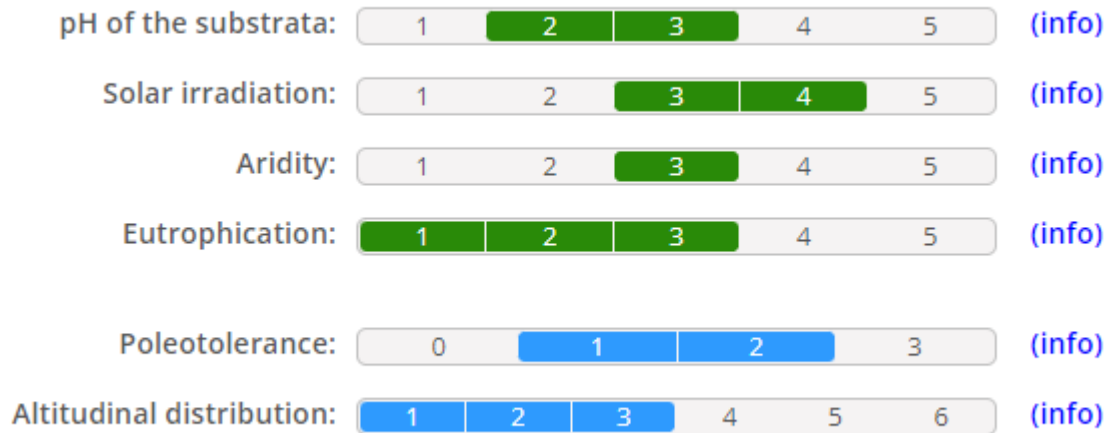 pH of the substrata: 1 2 3 4 5 (info)
Solar irradiation: 1 2 3 4 5 (info)
Aridity: 1 2 3 4 5 (info)
Eutrophication: 1 2 3 4 5 (info)
Poleotolerance: 0 1 2 3 (info)
Altitudinal distribution: 1 2 3 4 5 6 (info)